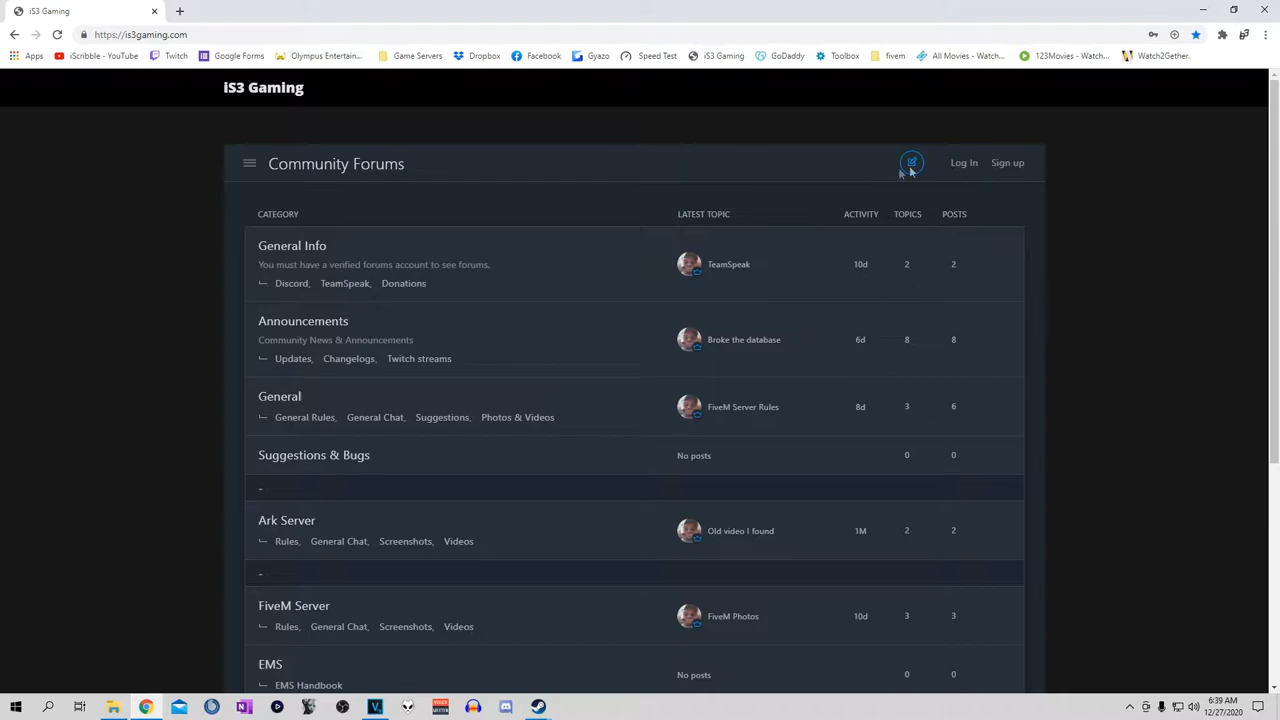 iS3 Gaming
https://is3gaming.com
Apps iScribble - YouTube Twitch Google Forms Olympus Entertain... Game Servers Dropbox Facebook Gyazo Speed Test iS3 Gaming GoDaddy Toolbox fivem All Movies - Watch... 123Movies - Watch... Watch2Gether.
iS3 Gaming
Community Forums Log In Sign up
CATEGORY LATEST TOPIC ACTIVITY TOPICS POSTS
General Info
You must have a verified forums account to see forums.
Discord, TeamSpeak, Donations
TeamSpeak 10d 2 2
Announcements
Community News & Announcements
Updates, Changelogs, Twitch streams
Broke the database 6d 8 8
General
General Rules, General Chat, Suggestions, Photos & Videos
FiveM Server Rules 8d 3 6
Suggestions & Bugs No posts 0 0
-
Ark Server
Rules, General Chat, Screenshots, Videos
Old video I found 1M 2 2
-
FiveM Server
Rules, General Chat, Screenshots, Videos
FiveM Photos 10d 3 3
EMS
EMS Handbook
No posts 0 0
6:39 AM
12/27/2020